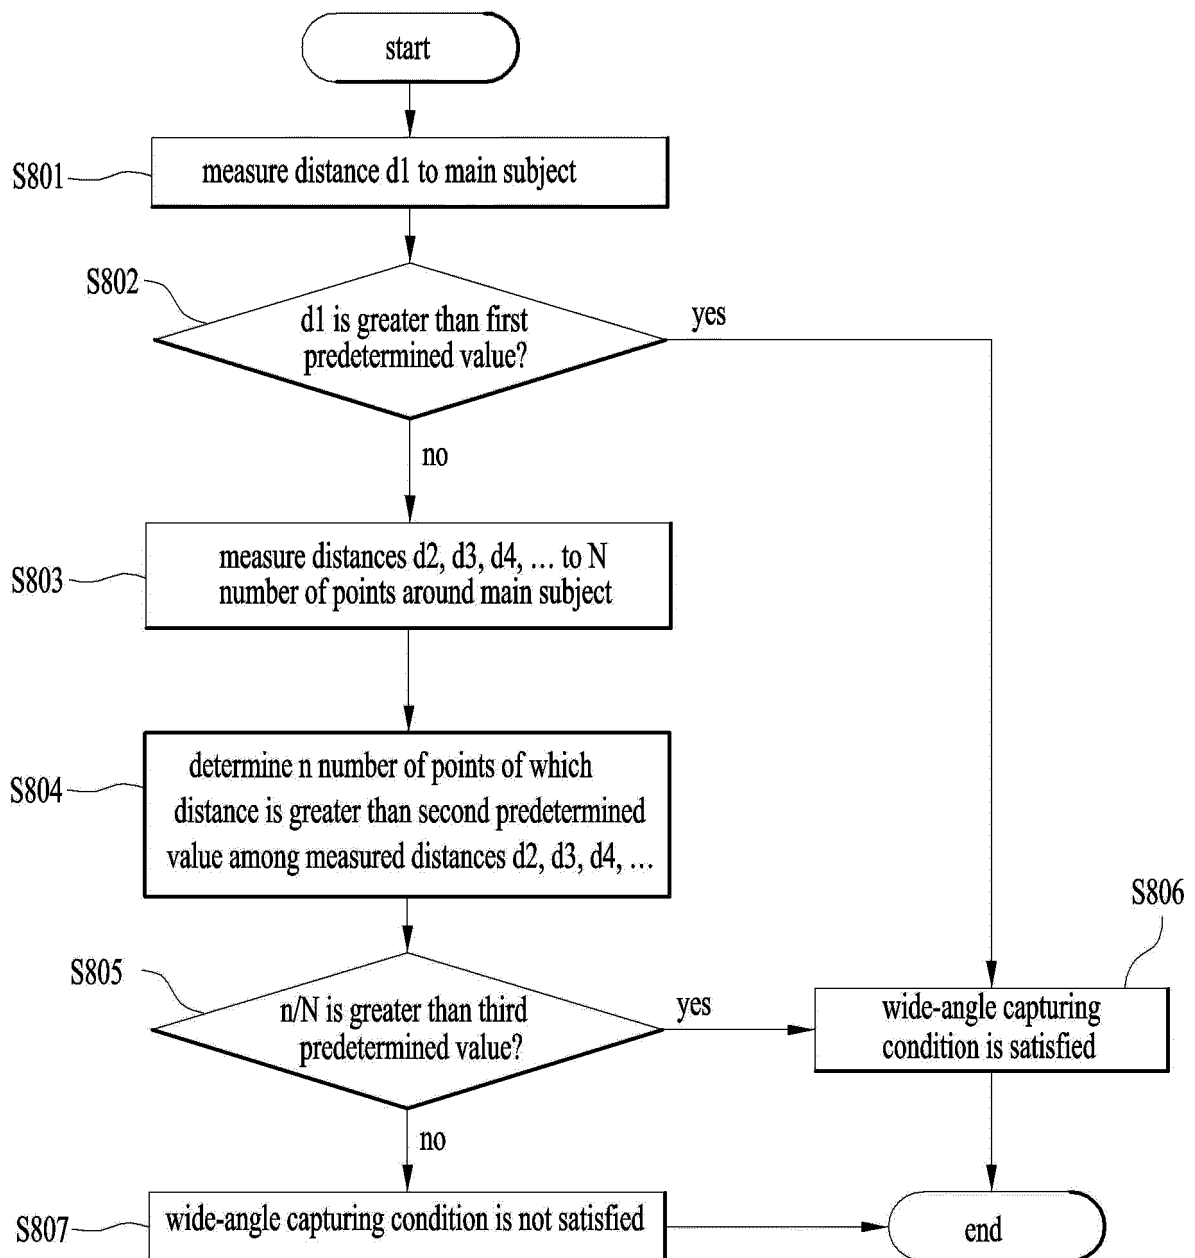 start
S801
measure distance d1 to main subject
S802
d1 is greater than first
predetermined value?
yes
no
S803
measure distances d2, d3, d4, … to N
number of points around main subject
S804
determine n number of points of which
distance is greater than second predetermined
value among measured distances d2, d3, d4, …
S805
n/N is greater than third
predetermined value?
yes
S806
wide-angle capturing
condition is satisfied
no
S807
wide-angle capturing condition is not satisfied
end